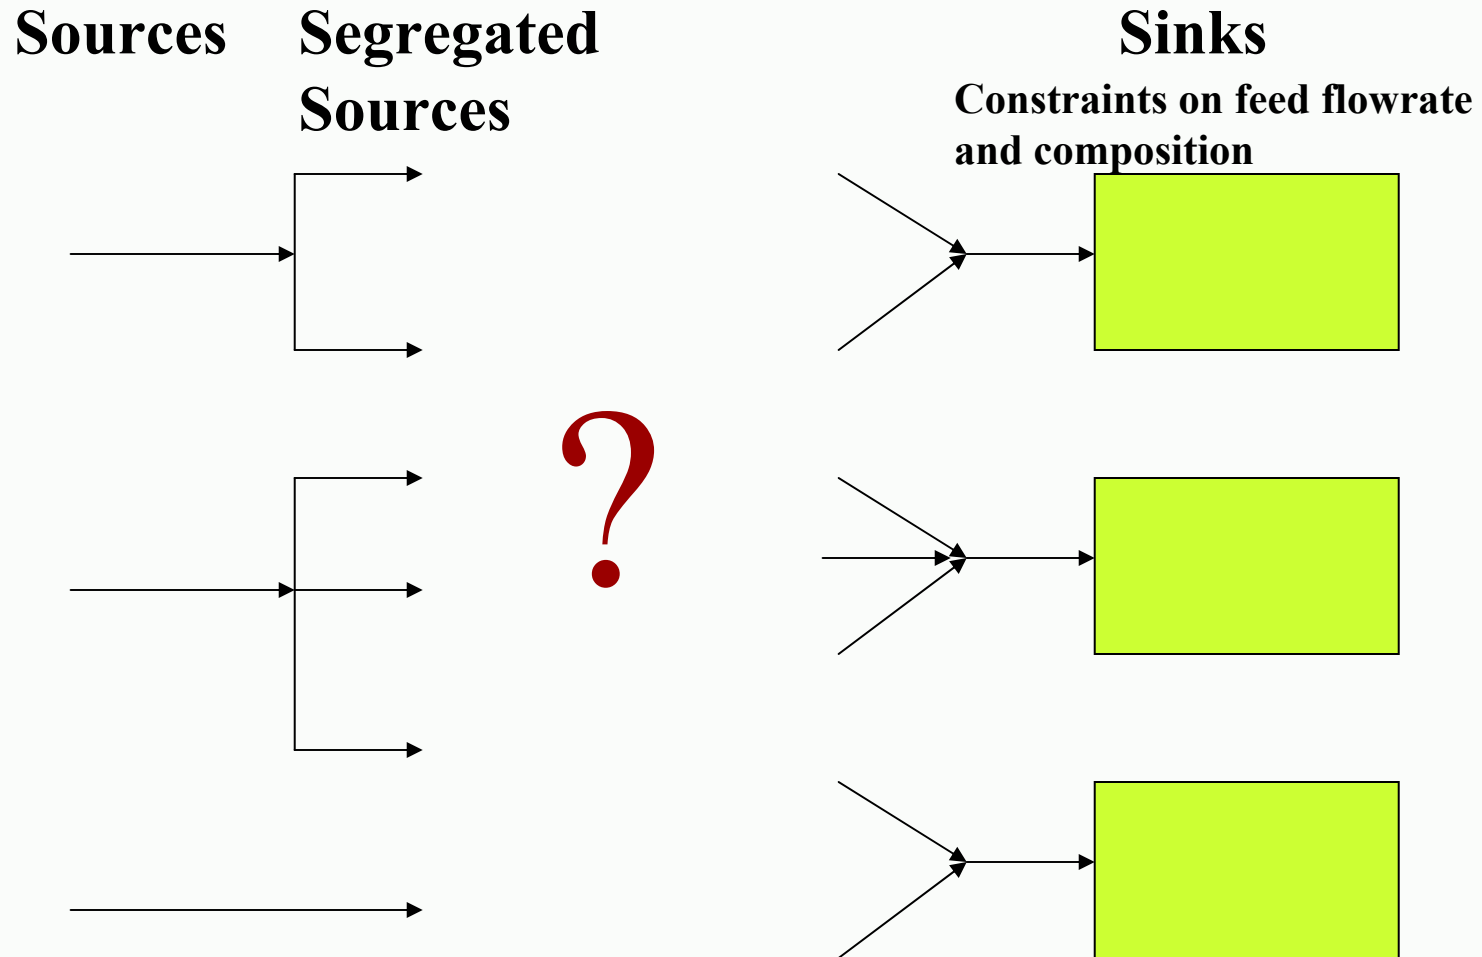 Sources
Segregated
Sources
Sinks
Constraints on feed flowrate
and composition
?